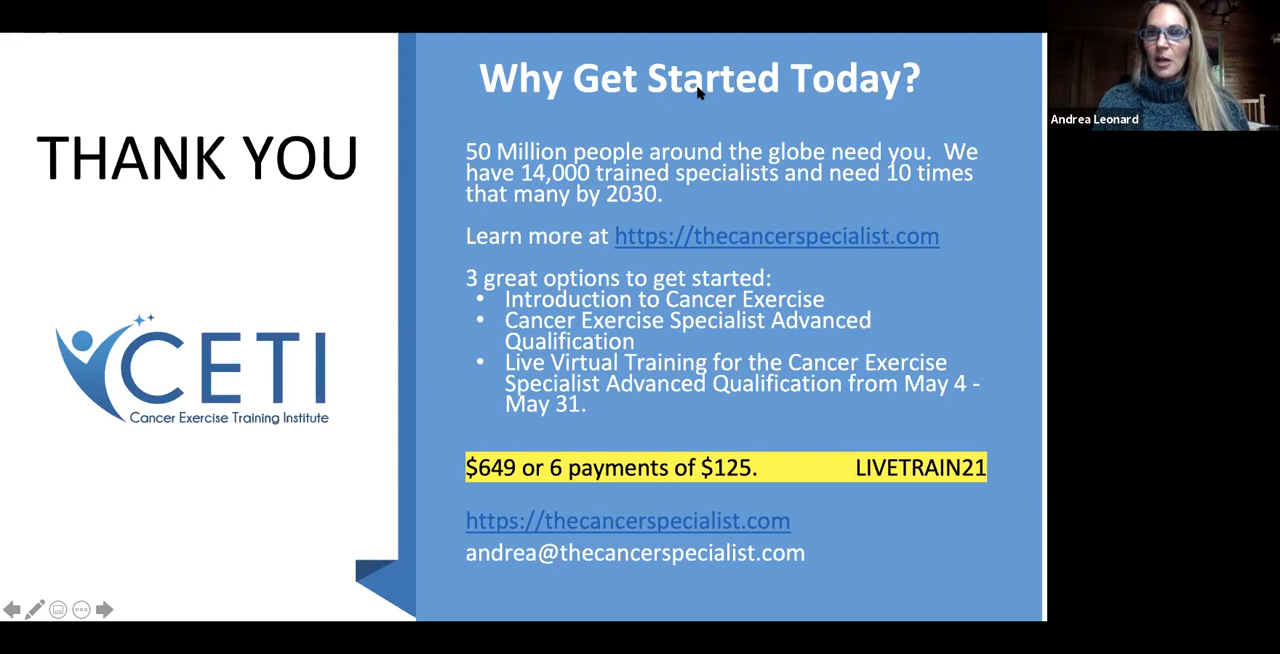 THANK YOU
CETI
Cancer Exercise Training Institute
Why Get Started Today?
50 Million people around the globe need you.  We
have 14,000 trained specialists and need 10 times
that many by 2030.
Learn more at https://thecancerspecialist.com
3 great options to get started:
• Introduction to Cancer Exercise
• Cancer Exercise Specialist Advanced
Qualification
• Live Virtual Training for the Cancer Exercise
Specialist Advanced Qualification from May 4 -
May 31.
$649 or 6 payments of $125. LIVETRAIN21
https://thecancerspecialist.com
andrea@thecancerspecialist.com
Andrea Leonard